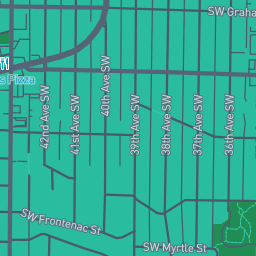 SW Graha
s Pizza
42nd Ave SW
41st Ave SW
40th Ave SW
39th Ave SW
38th Ave SW
37th Ave SW
36th Ave SW
SW Frontenac St
SW Myrtle St